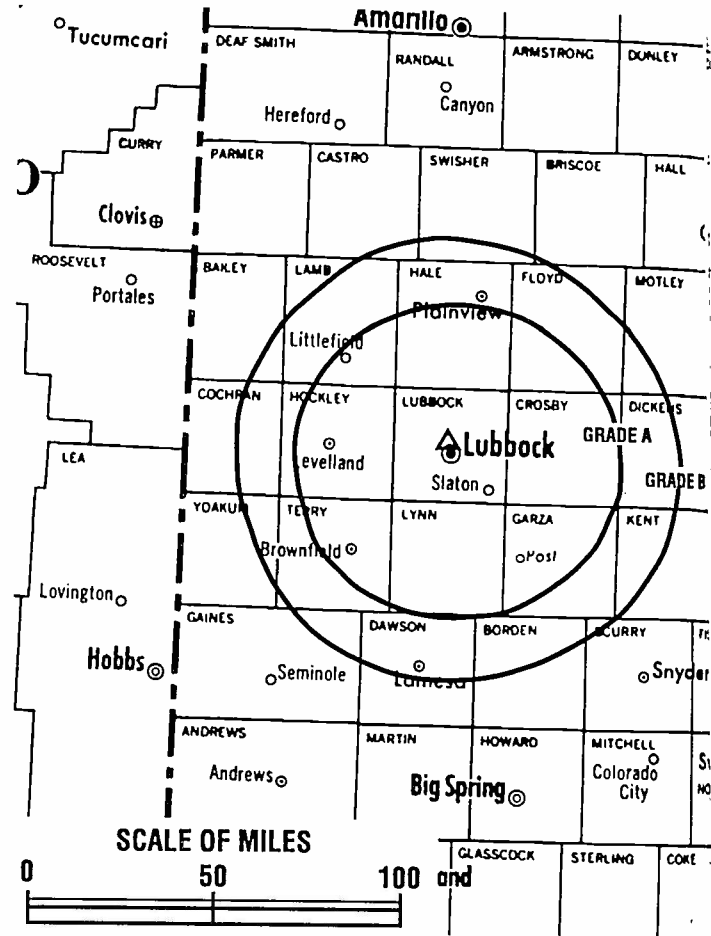 Amarillo
Tucumcari
DEAF SMITH
ARMSTRONG
DONLEY
RANDALL
Canyon
Hereford
CURRY
PARMER
CASTRO
SWISHER
BRISCOE
HALL
Clovis
ROOSEVELT
BAILEY
LAMB
HALE
FLOYD
MOTLEY
Portales
Plainview
Littlefield
COCHRAN
HOCKLEY
LUBBOCK
CROSBY
DICKENS
GRADE A
Lubbock
LEA
Levelland
Slaton
GRADE B
YOAKUM
TERRY
LYNN
GARZA
KENT
Brownfield
Post
Lovington
GAINES
DAWSON
BORDEN
SCURRY
Hobbs
Seminole
Lamesa
Snyder
ANDREWS
MARTIN
HOWARD
MITCHELL
Andrews
Big Spring
Colorado
City
SCALE OF MILES
GLASSCOCK
STERLING
COKE
0 50 100 and